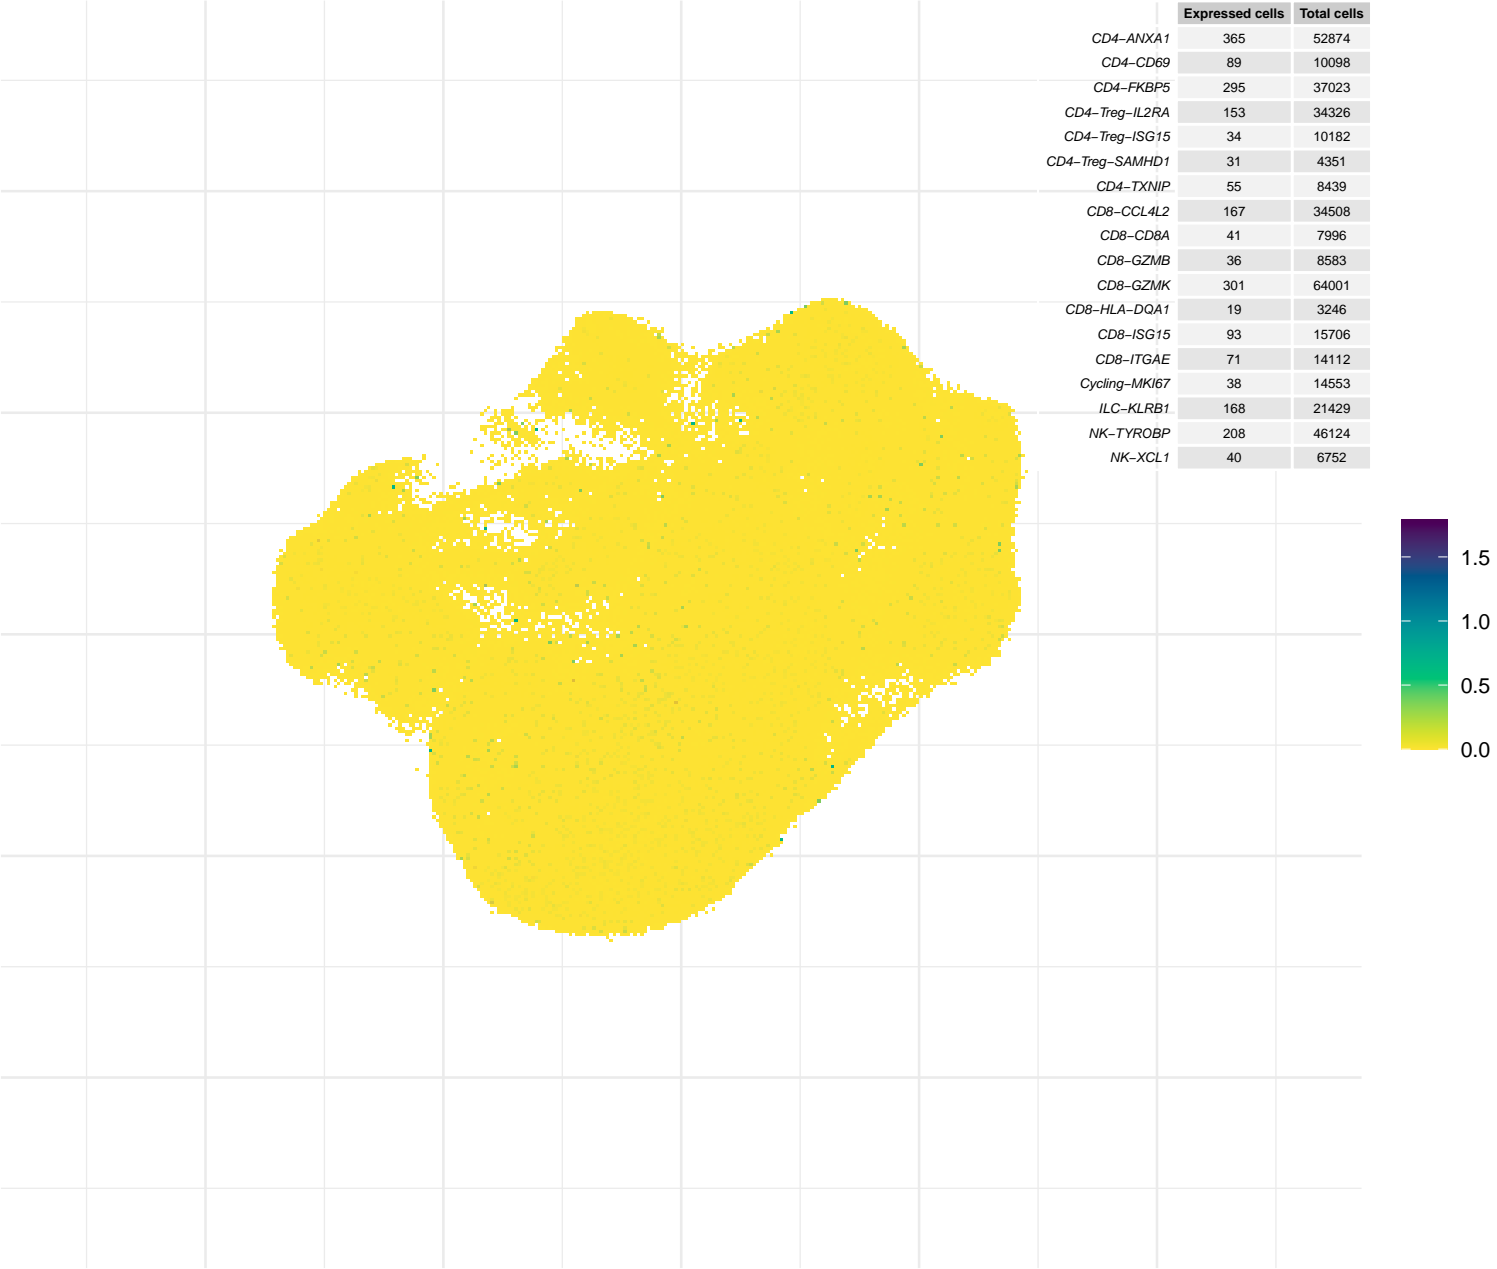 Expressed cells Total cells
CD4−ANXA1 365 52874
CD4−CD69 89 10098
CD4−FKBP5 295 37023
CD4−Treg−IL2RA 153 34326
CD4−Treg−ISG15 34 10182
CD4−Treg−SAMHD1 31 4351
CD4−TXNIP 55 8439
CD8−CCL4L2 167 34508
CD8−CD8A 41 7996
CD8−GZMB 36 8583
CD8−GZMK 301 64001
CD8−HLA−DQA1 19 3246
CD8−ISG15 93 15706
CD8−ITGAE 71 14112
Cycling−MKI67 38 14553
ILC−KLRB1 168 21429
NK−TYROBP 208 46124
NK−XCL1 40 6752
1.5
1.0
0.5
0.0